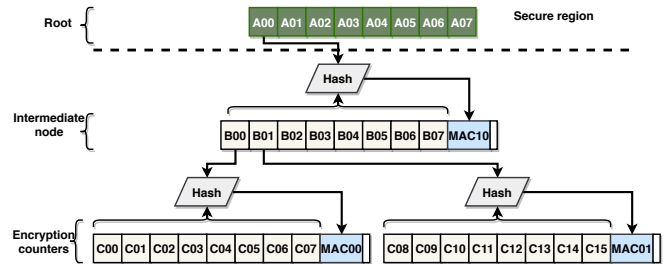 Root
A00 A01 A02 A03 A04 A05 A06 A07
Secure region
Hash
Intermediate
node
B00 B01 B02 B03 B04 B05 B06 B07 MAC10
Hash
Hash
Encryption
counters
C00 C01 C02 C03 C04 C05 C06 C07 MAC00
C08 C09 C10 C11 C12 C13 C14 C15 MAC01